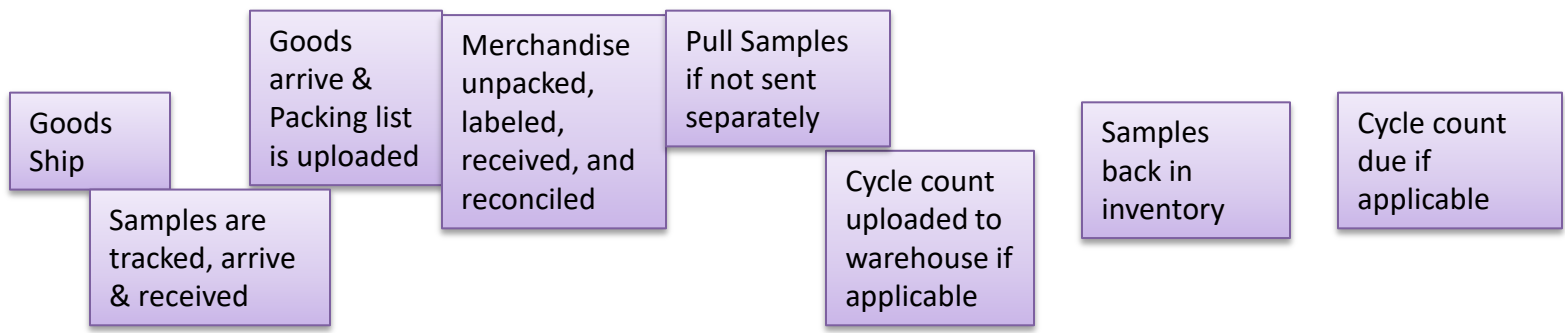 Goods
Ship
Samples are
tracked, arrive
& received
Goods
arrive &
Packing list
is uploaded
Merchandise
unpacked,
labeled,
received, and
reconciled
Pull Samples
if not sent
separately
Cycle count
uploaded to
warehouse if
applicable
Samples
back in
inventory
Cycle count
due if
applicable